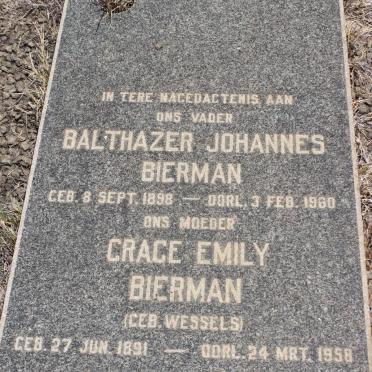 IN TERE NAGEDACTENIS AAN
ONS VADER
BALTHAZER JOHANNES
BIERMAN
GEB. 8 SEPT. 1898 — OORL. 3 FEB. 1960
ONS MOEDER
GRACE EMILY
BIERMAN
(GEB. WESSELS)
GEB. 27 JUN. 1891 — OORL. 24 MRT. 1958